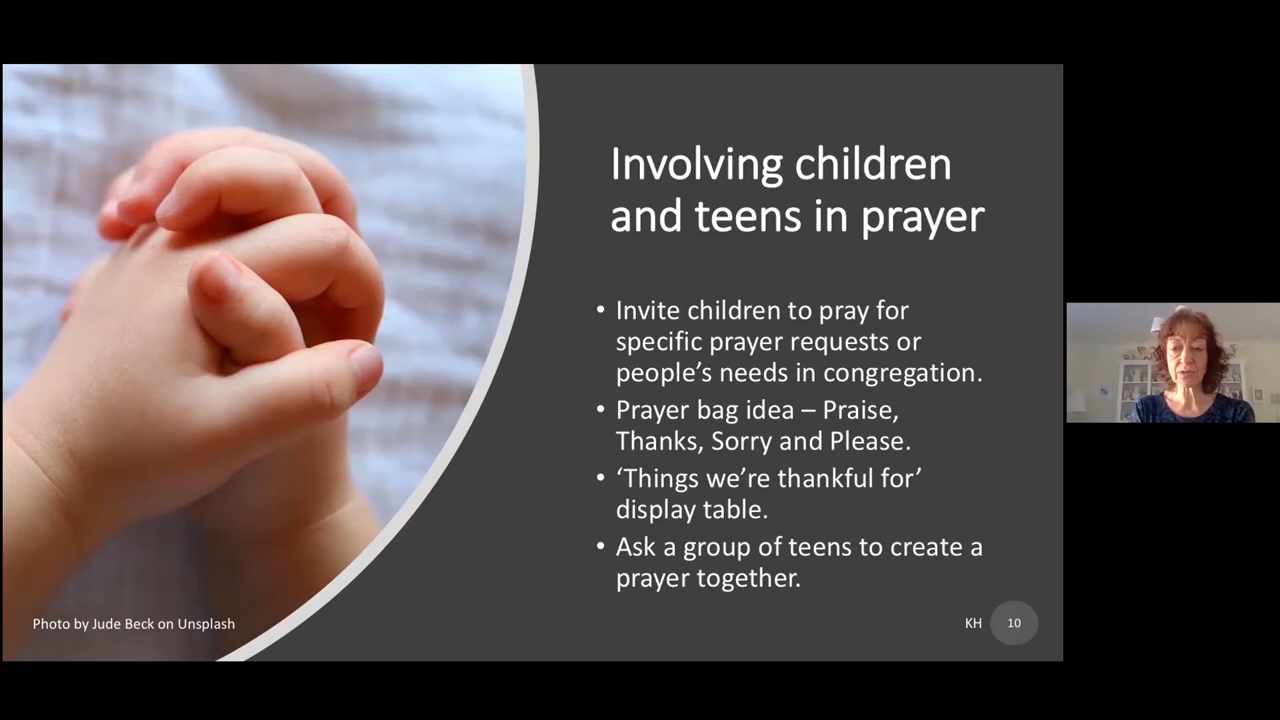 Involving children
and teens in prayer
• Invite children to pray for
specific prayer requests or
people’s needs in congregation.
• Prayer bag idea – Praise,
Thanks, Sorry and Please.
• ‘Things we’re thankful for’
display table.
• Ask a group of teens to create a
prayer together.
Photo by Jude Beck on Unsplash
KH
10